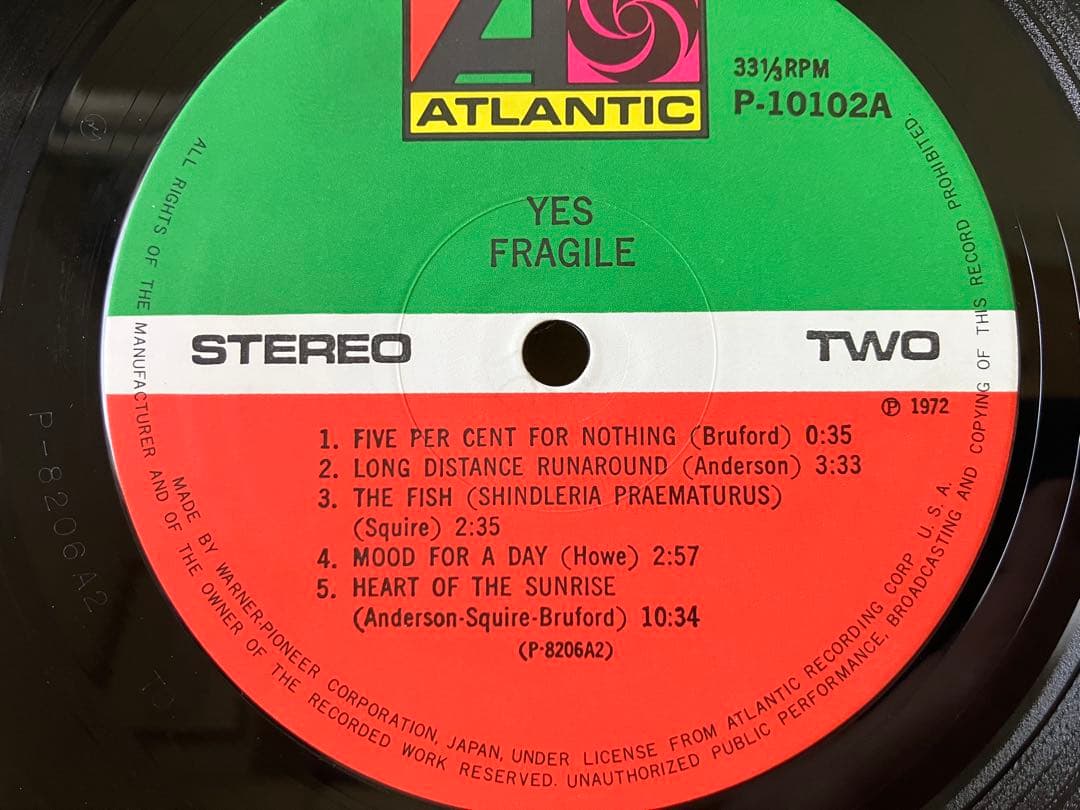 ATLANTIC
33⅓RPM
P-10102A
YES
FRAGILE
STEREO
TWO
Ⓟ 1972
1. FIVE PER CENT FOR NOTHING (Bruford) 0:35
2. LONG DISTANCE RUNAROUND (Anderson) 3:33
3. THE FISH (SHINDLERIA PRAEMATURUS)
(Squire) 2:35
4. MOOD FOR A DAY (Howe) 2:57
5. HEART OF THE SUNRISE
(Anderson-Squire-Bruford) 10:34
(P-8206A2)
MADE BY WARNER-PIONEER CORPORATION, JAPAN, UNDER LICENSE FROM ATLANTIC RECORDING CORP. U. S. A.
ALL RIGHTS OF THE MANUFACTURER AND OF THE OWNER OF THE RECORDED WORK RESERVED. UNAUTHORIZED PUBLIC PERFORMANCE, BROADCASTING AND COPYING OF THIS RECORD PROHIBITED.
P-8206A2